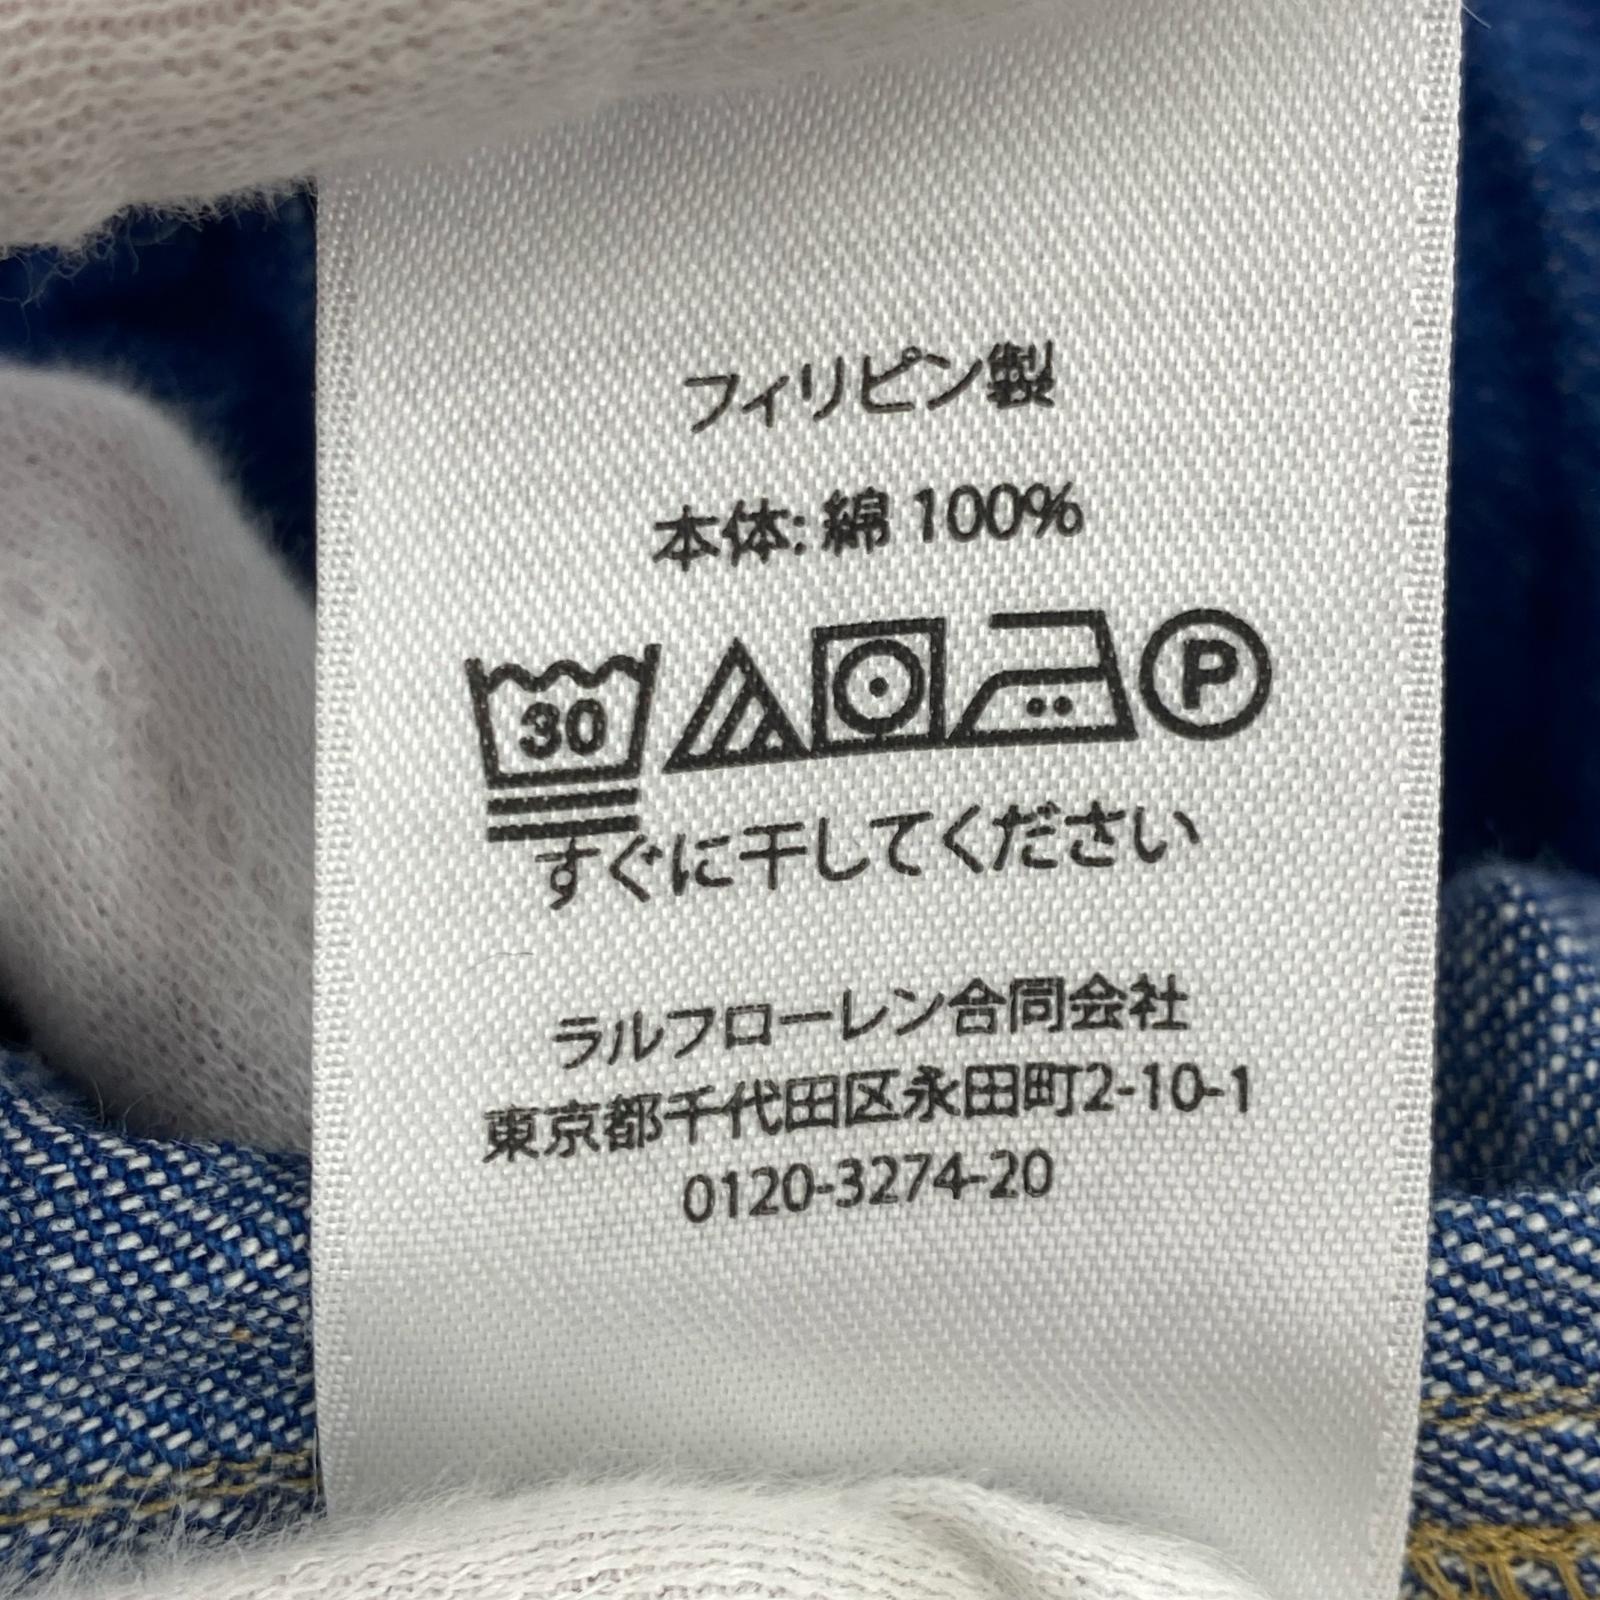 フィリピン製
本体: 綿 100%
30 P
すぐに干してください
ラルフローレン合同会社
東京都千代田区永田町2-10-1
0120-3274-20